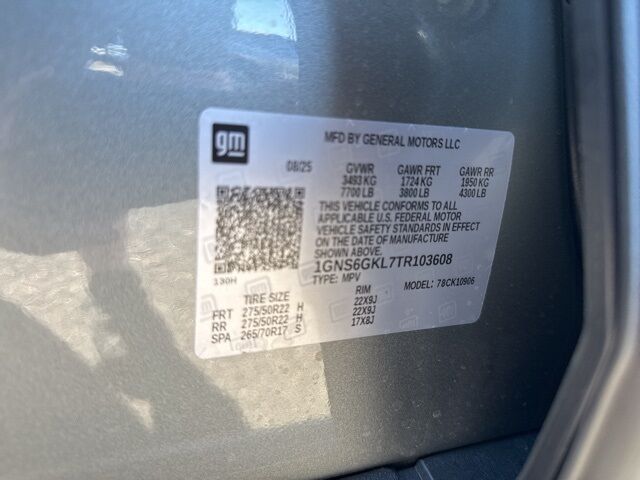 gm
MFD BY GENERAL MOTORS LLC
08/25 GVWR GAWR FRT GAWR RR
3493 KG 1724 KG 1950 KG
7700 LB 3800 LB 4300 LB
THIS VEHICLE CONFORMS TO ALL
APPLICABLE U.S. FEDERAL MOTOR
VEHICLE SAFETY STANDARDS IN EFFECT
ON THE DATE OF MANUFACTURE SHOWN ABOVE
1GNS6GKL7TR103608
130H TYPE: MPV MODEL: 78CK10906
TIRE SIZE RIM
FRT 275/50R22 H 22X9J
RR 275/50R22 H 22X9J
SPA 265/70R17 S 17X8J